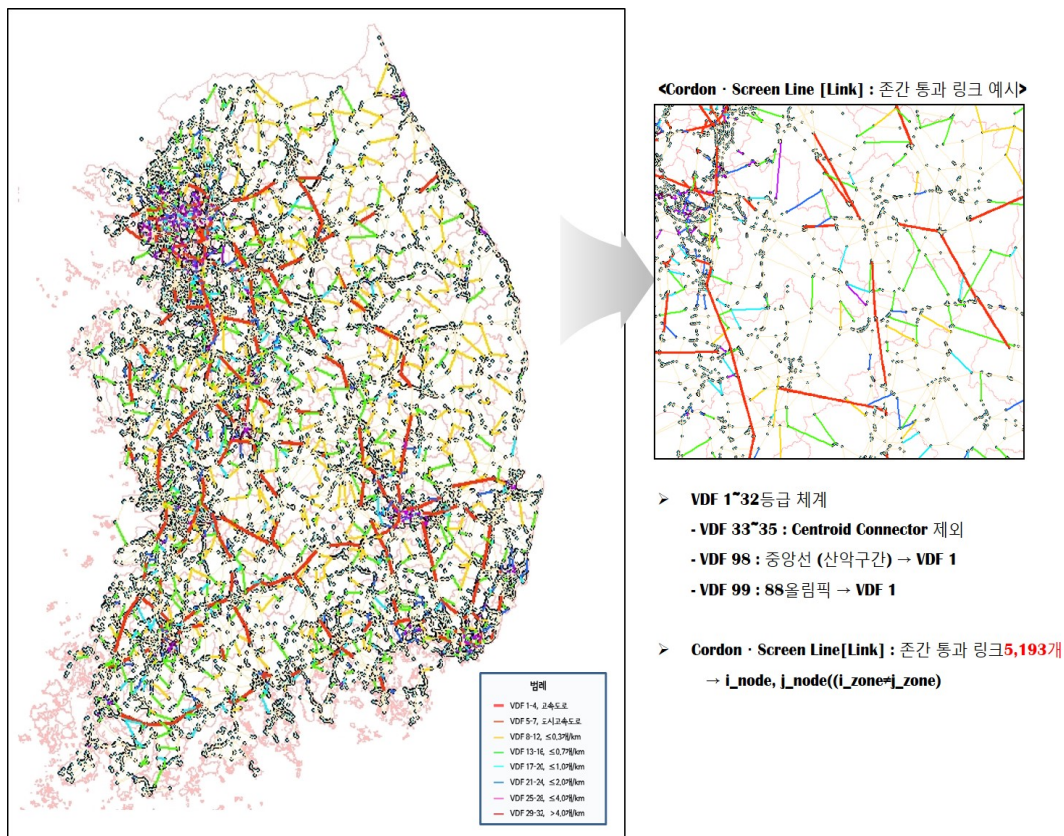 <Cordon · Screen Line [Link] : 존간 통과 링크 예시>
➢ VDF 1~32등급 체계
- VDF 33~35 : Centroid Connector 제외
- VDF 98 : 중앙선 (산악구간) → VDF 1
- VDF 99 : 88올림픽 → VDF 1
➢ Cordon · Screen Line[Link] : 존간 통과 링크5,193개
→ i_node, j_node((i_zone≠j_zone)
범례
VDF 1-4, 고속도로
VDF 5-7, 도시고속도로
VDF 8-12, ≤0.3개/km
VDF 13-16, ≤0.7개/km
VDF 17-20, ≤1.0개/km
VDF 21-24, ≤2.0개/km
VDF 25-28, ≤4.0개/km
VDF 29-32, >4.0개/km